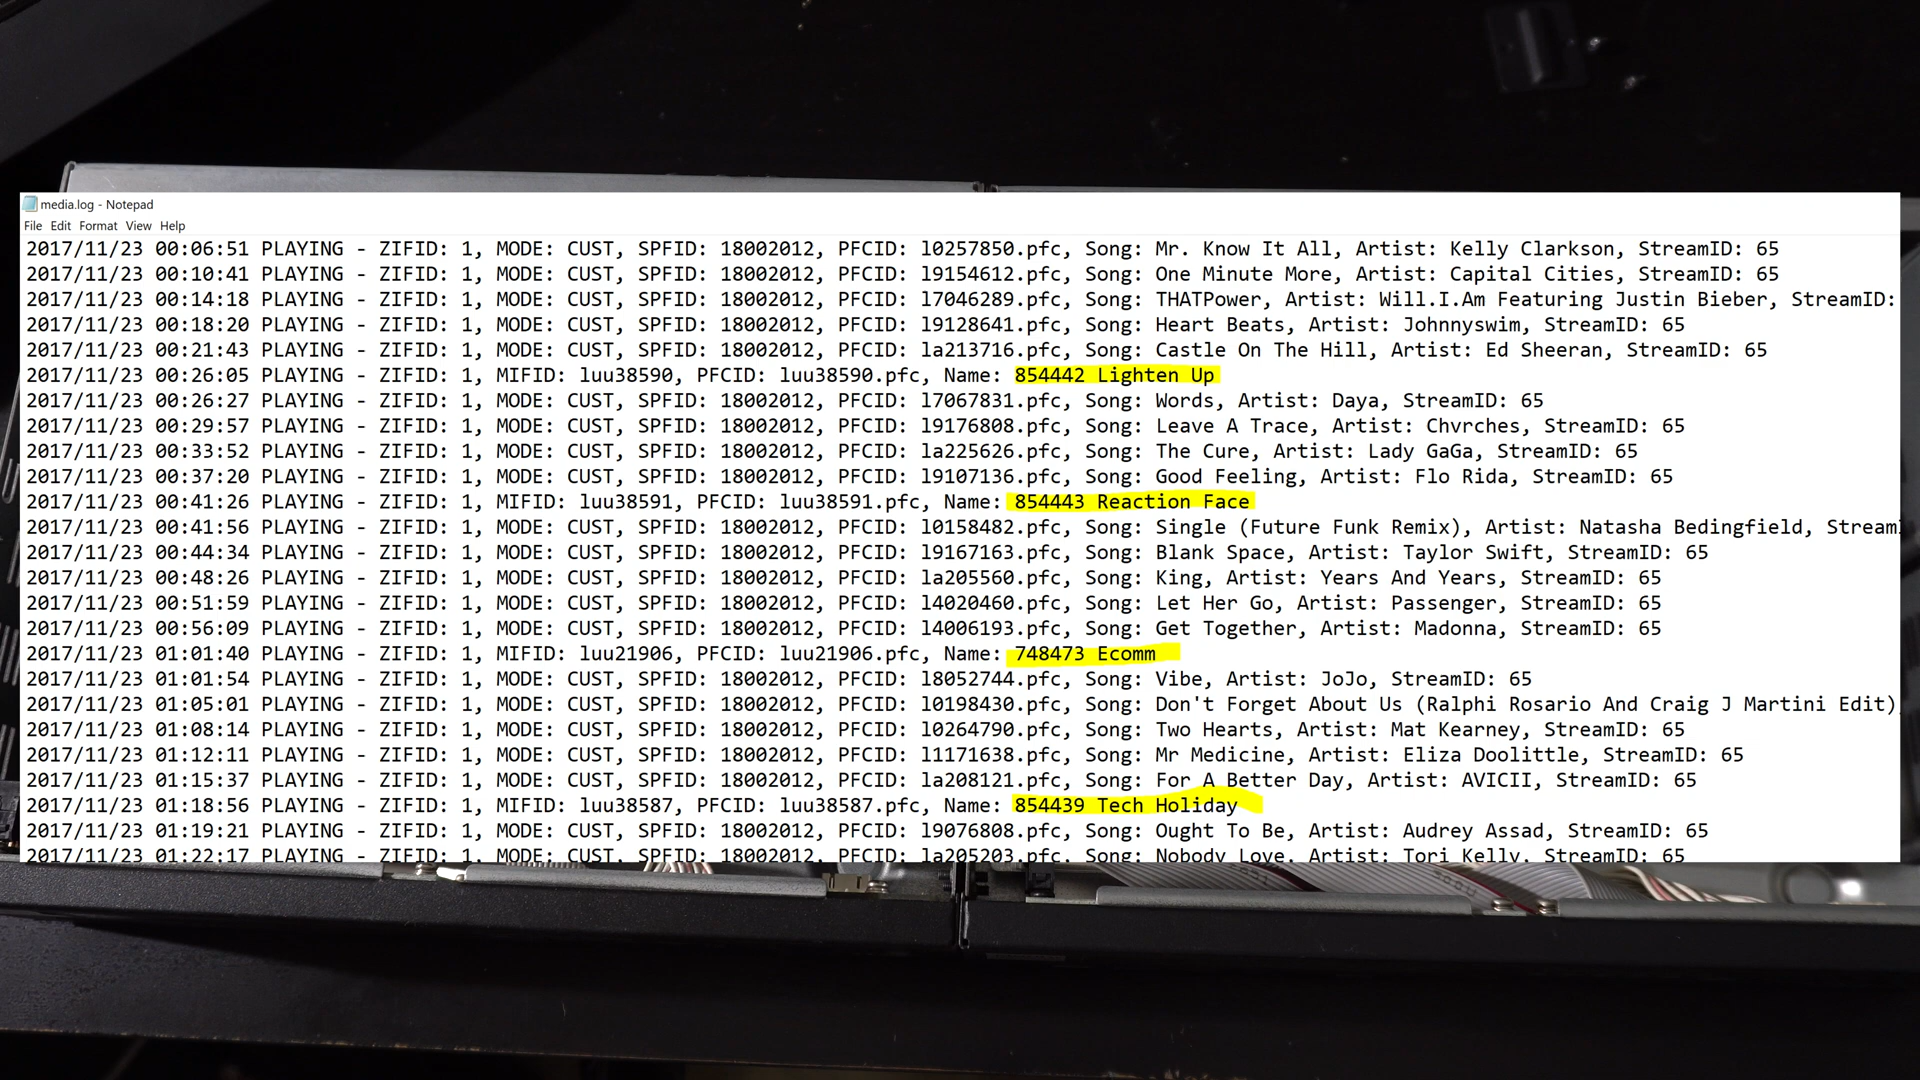 media.log - Notepad
File Edit Format View Help
2017/11/23 00:06:51 PLAYING - ZIFID: 1, MODE: CUST, SPFID: 18002012, PFCID: l0257850.pfc, Song: Mr. Know It All, Artist: Kelly Clarkson, StreamID: 65
2017/11/23 00:10:41 PLAYING - ZIFID: 1, MODE: CUST, SPFID: 18002012, PFCID: l9154612.pfc, Song: One Minute More, Artist: Capital Cities, StreamID: 65
2017/11/23 00:14:18 PLAYING - ZIFID: 1, MODE: CUST, SPFID: 18002012, PFCID: l7046289.pfc, Song: THATPower, Artist: Will.I.Am Featuring Justin Bieber, StreamID:
2017/11/23 00:18:20 PLAYING - ZIFID: 1, MODE: CUST, SPFID: 18002012, PFCID: l9128641.pfc, Song: Heart Beats, Artist: Johnnyswim, StreamID: 65
2017/11/23 00:21:43 PLAYING - ZIFID: 1, MODE: CUST, SPFID: 18002012, PFCID: la213716.pfc, Song: Castle On The Hill, Artist: Ed Sheeran, StreamID: 65
2017/11/23 00:26:05 PLAYING - ZIFID: 1, MIFID: luu38590, PFCID: luu38590.pfc, Name: 854442 Lighten Up
2017/11/23 00:26:27 PLAYING - ZIFID: 1, MODE: CUST, SPFID: 18002012, PFCID: l7067831.pfc, Song: Words, Artist: Daya, StreamID: 65
2017/11/23 00:29:57 PLAYING - ZIFID: 1, MODE: CUST, SPFID: 18002012, PFCID: l9176808.pfc, Song: Leave A Trace, Artist: Chvrches, StreamID: 65
2017/11/23 00:33:52 PLAYING - ZIFID: 1, MODE: CUST, SPFID: 18002012, PFCID: la225626.pfc, Song: The Cure, Artist: Lady GaGa, StreamID: 65
2017/11/23 00:37:20 PLAYING - ZIFID: 1, MODE: CUST, SPFID: 18002012, PFCID: l9107136.pfc, Song: Good Feeling, Artist: Flo Rida, StreamID: 65
2017/11/23 00:41:26 PLAYING - ZIFID: 1, MIFID: luu38591, PFCID: luu38591.pfc, Name: 854443 Reaction Face
2017/11/23 00:41:56 PLAYING - ZIFID: 1, MODE: CUST, SPFID: 18002012, PFCID: l0158482.pfc, Song: Single (Future Funk Remix), Artist: Natasha Bedingfield, StreamI
2017/11/23 00:44:34 PLAYING - ZIFID: 1, MODE: CUST, SPFID: 18002012, PFCID: l9167163.pfc, Song: Blank Space, Artist: Taylor Swift, StreamID: 65
2017/11/23 00:48:26 PLAYING - ZIFID: 1, MODE: CUST, SPFID: 18002012, PFCID: la205560.pfc, Song: King, Artist: Years And Years, StreamID: 65
2017/11/23 00:51:59 PLAYING - ZIFID: 1, MODE: CUST, SPFID: 18002012, PFCID: l4020460.pfc, Song: Let Her Go, Artist: Passenger, StreamID: 65
2017/11/23 00:56:09 PLAYING - ZIFID: 1, MODE: CUST, SPFID: 18002012, PFCID: l4006193.pfc, Song: Get Together, Artist: Madonna, StreamID: 65
2017/11/23 01:01:40 PLAYING - ZIFID: 1, MIFID: luu21906, PFCID: luu21906.pfc, Name: 748473 Ecomm
2017/11/23 01:01:54 PLAYING - ZIFID: 1, MODE: CUST, SPFID: 18002012, PFCID: l8052744.pfc, Song: Vibe, Artist: JoJo, StreamID: 65
2017/11/23 01:05:01 PLAYING - ZIFID: 1, MODE: CUST, SPFID: 18002012, PFCID: l0198430.pfc, Song: Don't Forget About Us (Ralphi Rosario And Craig J Martini Edit),
2017/11/23 01:08:14 PLAYING - ZIFID: 1, MODE: CUST, SPFID: 18002012, PFCID: l0264790.pfc, Song: Two Hearts, Artist: Mat Kearney, StreamID: 65
2017/11/23 01:12:11 PLAYING - ZIFID: 1, MODE: CUST, SPFID: 18002012, PFCID: l1171638.pfc, Song: Mr Medicine, Artist: Eliza Doolittle, StreamID: 65
2017/11/23 01:15:37 PLAYING - ZIFID: 1, MODE: CUST, SPFID: 18002012, PFCID: la208121.pfc, Song: For A Better Day, Artist: AVICII, StreamID: 65
2017/11/23 01:18:56 PLAYING - ZIFID: 1, MIFID: luu38587, PFCID: luu38587.pfc, Name: 854439 Tech Holiday
2017/11/23 01:19:21 PLAYING - ZIFID: 1, MODE: CUST, SPFID: 18002012, PFCID: l9076808.pfc, Song: Ought To Be, Artist: Audrey Assad, StreamID: 65
2017/11/23 01:22:17 PLAYING - ZIFID: 1, MODE: CUST, SPFID: 18002012, PFCID: la205203.pfc, Song: Nobody Love, Artist: Tori Kelly, StreamID: 65